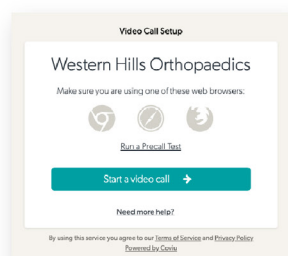 Video Call Setup
Western Hills Orthopaedics
Make sure you are using one of these web browsers:
Run a Precall Test
Start a video call
Need more help?
By using this service you agree to our Terms of Service and Privacy Policy
Powered by Coviu